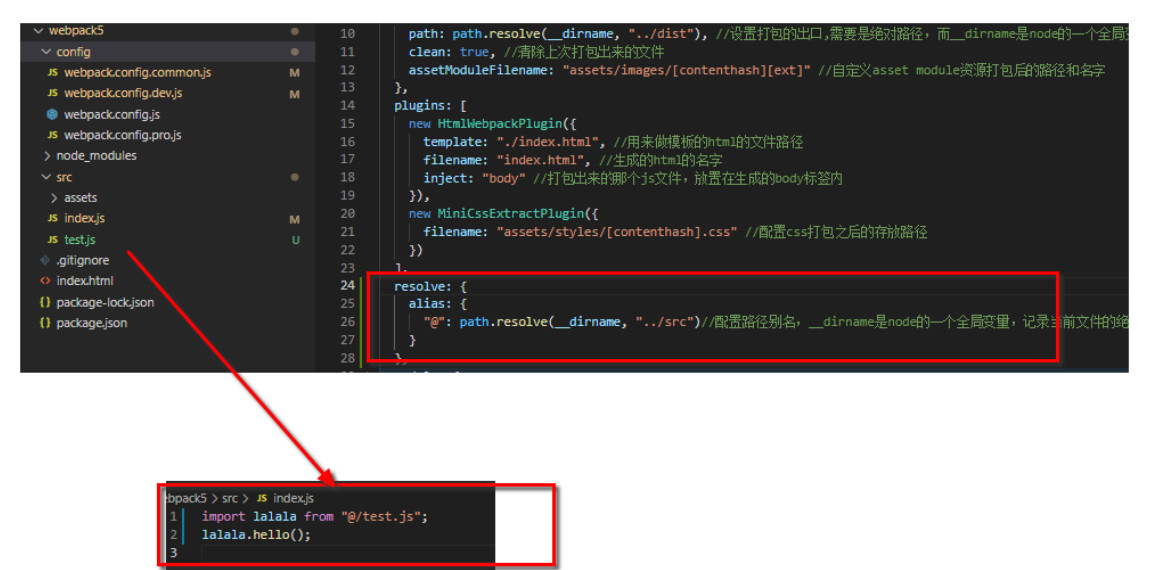 webpack5
config
JS webpack.config.common.js M
JS webpack.config.dev.js M
webpack.config.js
JS webpack.config.pro.js
node_modules
src
assets
JS index.js M
JS test.js U
.gitignore
index.html
{} package-lock.json
{} package.json
10 path: path.resolve(__dirname, "../dist"), //设置打包的出口,需要是绝对路径，而__dirname是node的一个全局
11 clean: true, //清除上次打包出来的文件
12 assetModuleFilename: "assets/images/[contenthash][ext]" //自定义asset module资源打包后的路径和名字
13 },
14 plugins: [
15 new HtmlWebpackPlugin({
16 template: "./index.html", //用来做模板的html的文件路径
17 filename: "index.html", //生成的html的名字
18 inject: "body" //打包出来的那个js文件，放置在生成的body标签内
19 }),
20 new MiniCssExtractPlugin({
21 filename: "assets/styles/[contenthash].css" //配置css打包之后的存放路径
22 })
23 ],
24 resolve: {
25 alias: {
26 "@": path.resolve(__dirname, "../src")//配置路径别名，__dirname是node的一个全局变量，记录当前文件的绝
27 }
28 },
ebpack5 > src > JS index.js
1 import lalala from "@/test.js";
2 lalala.hello();
3